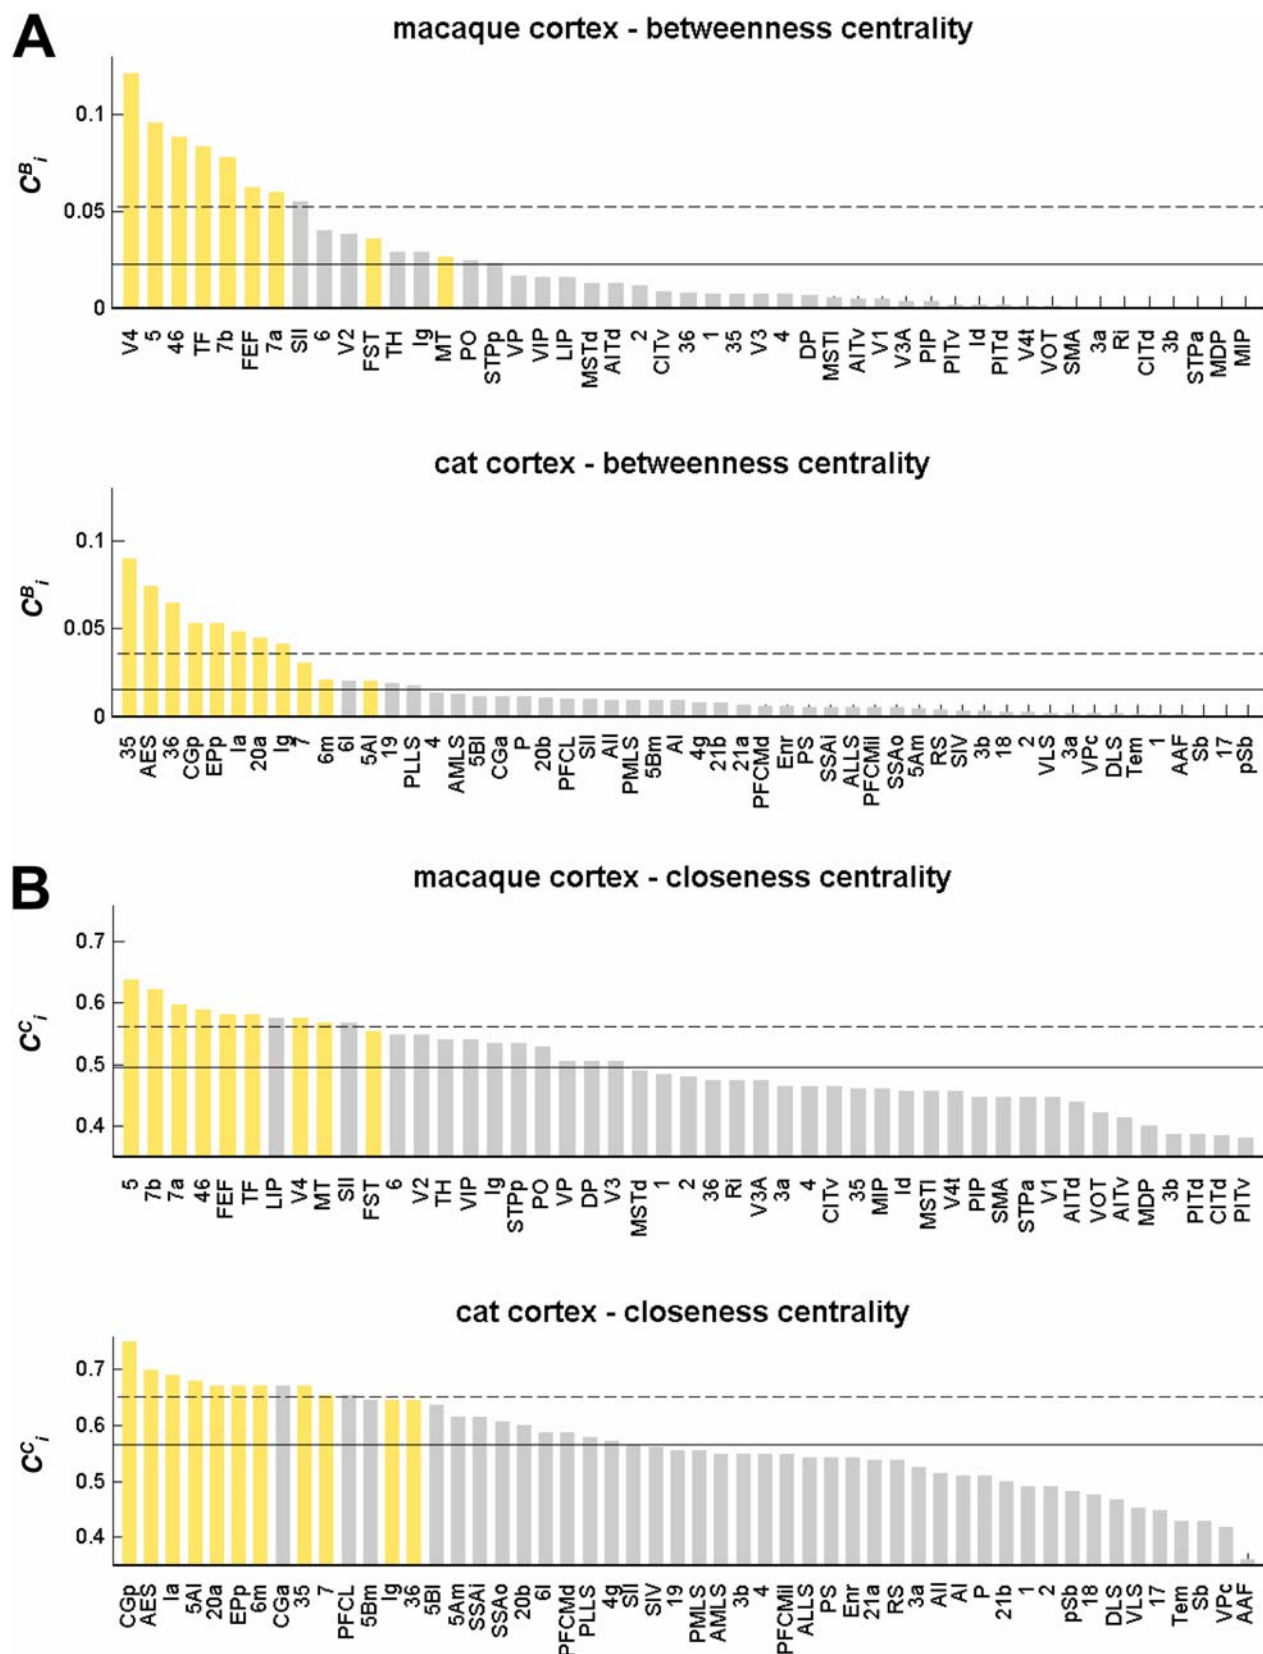 A
macaque cortex - betweenness centrality
0.1
0.05
0
C^B_i
V4 5 46 TF 7b FEF 7a SII 6 V2 FST TH Ig MT PO STPp VP VIP LIP MSTd AITd 2 CITv 36 1 35 V3 4 DP MSTl AITv V1 V3A PIP PITv Id PITd V4t VOT SMA 3a Ri CITd 3b STPa MDP MIP
cat cortex - betweenness centrality
0.1
0.05
0
C^B_i
35 AES 36 CGp EPp Ia 20a Ig 7 6m 6l 5Al 19 PLLS 4 AMLS 5Bl CGa P 20b PFCL SII AII PMLS 5Bm AI 4g 21b 21a PFCMd Enr PS SSAi ALLS PFCMil SSAo 5Am RS SIV 3b 18 2 VLS 3a VPc DLS Tem 1 AAF Sb 17 pSb
B
macaque cortex - closeness centrality
0.7
0.6
0.5
0.4
C^C_i
5 7b 7a 46 FEF TF LIP V4 MT SII FST 6 V2 TH VIP Ig STPp PO VP DP V3 MSTd 1 2 36 Ri V3A 3a 4 CITv 35 MIP Id MSTl V4t PIP SMA STPa V1 AITd VOT AITv MDP 3b PITd CITd PITv
cat cortex - closeness centrality
0.7
0.6
0.5
0.4
C^C_i
CGp AES Ia 5Al 20a EPp 6m CGa 35 7 PFCL 5Bm Ig 36 5Bl 5Am SSAi SSAo 20b 6l PFCMd PLLS 4g SII SIV 19 PMLS AMLS 3b 4 PFCMil ALLS PS Enr 21a RS 3a AII AI P 21b 1 2 pSb 18 DLS VLS 17 Tem Sb VPc AAF